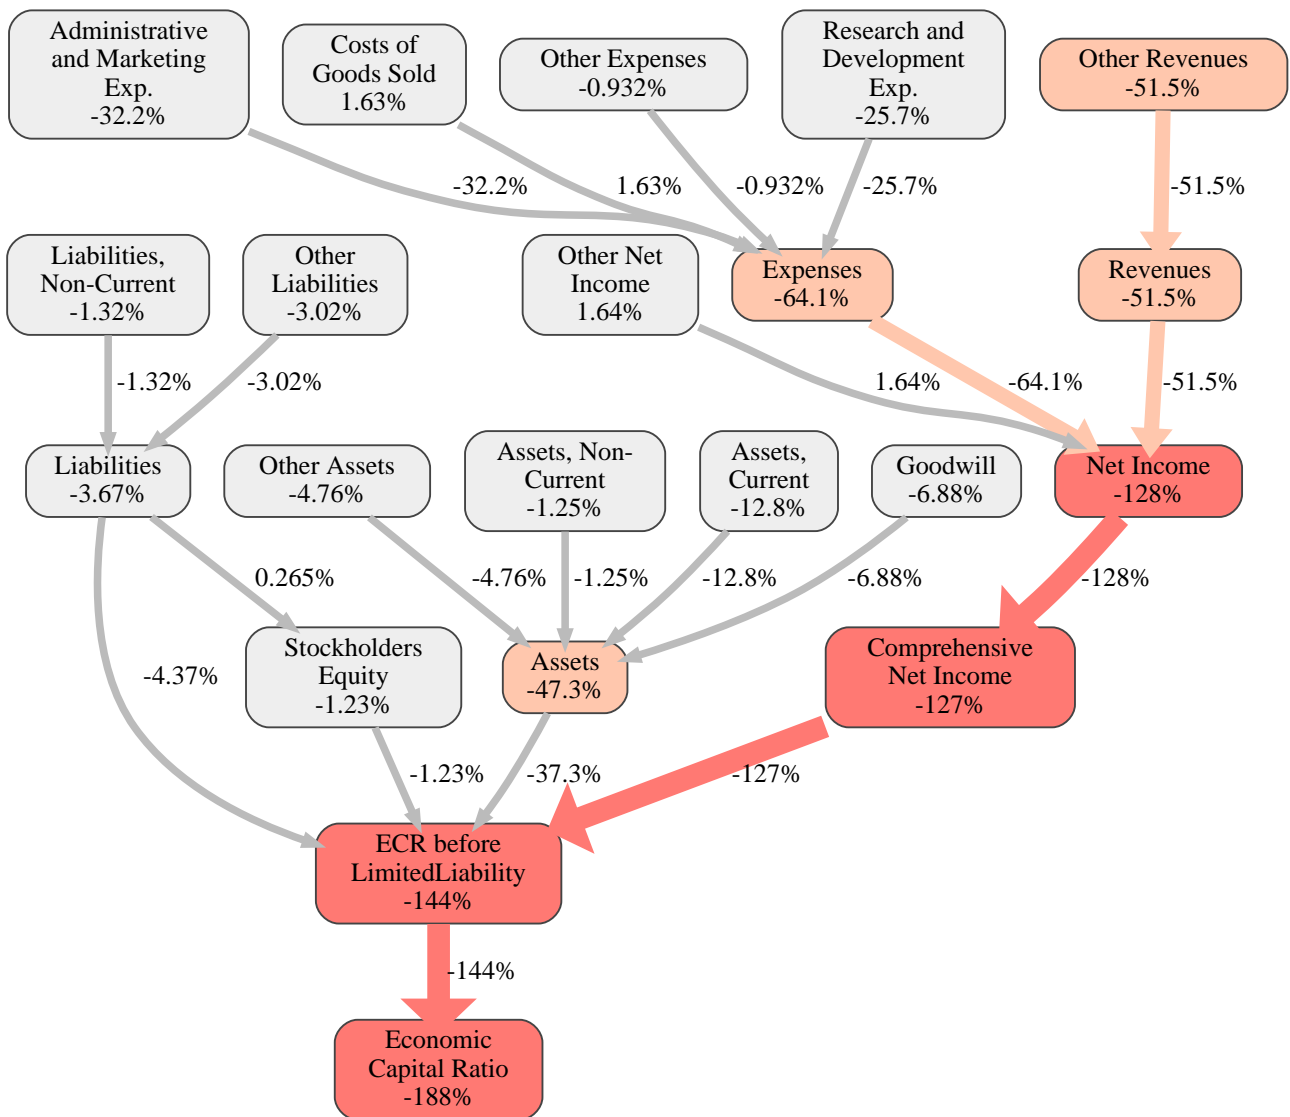 Administrative
and Marketing
Exp.
-32.2%
Costs of
Goods Sold
1.63%
Other Expenses
-0.932%
Research and
Development
Exp.
-25.7%
Other Revenues
-51.5%
-32.2%
1.63%
-0.932%
-25.7%
-51.5%
Liabilities,
Non-Current
-1.32%
Other
Liabilities
-3.02%
Other Net
Income
1.64%
Expenses
-64.1%
Revenues
-51.5%
-1.32%
-3.02%
1.64%
-64.1%
-51.5%
Liabilities
-3.67%
Other Assets
-4.76%
Assets, Non-
Current
-1.25%
Assets,
Current
-12.8%
Goodwill
-6.88%
Net Income
-128%
0.265%
-4.76%
-1.25%
-12.8%
-6.88%
-128%
-4.37%
Stockholders
Equity
-1.23%
Assets
-47.3%
Comprehensive
Net Income
-127%
-1.23%
-37.3%
-127%
ECR before
LimitedLiability
-144%
-144%
Economic
Capital Ratio
-188%